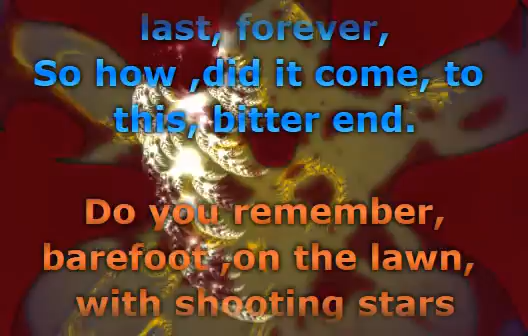 last, forever,
So how ,did it come, to
this, bitter end.
Do you remember,
barefoot ,on the lawn,
with shooting stars